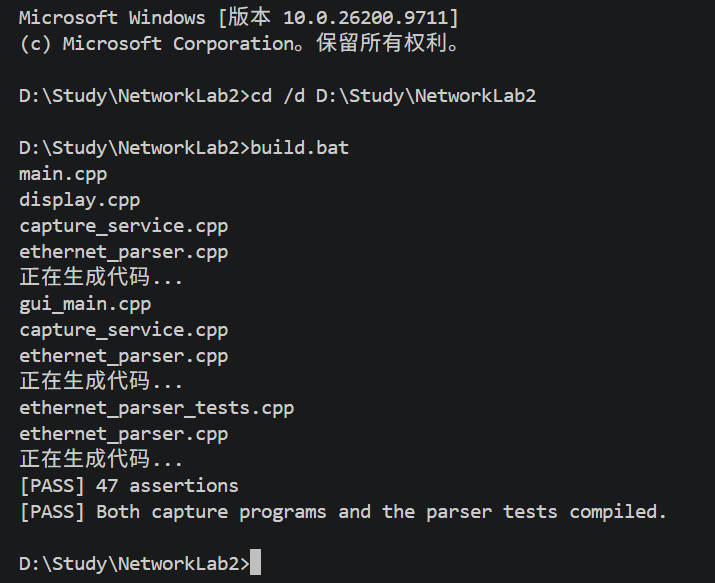 Microsoft Windows [版本 10.0.26200.9711]
(c) Microsoft Corporation。保留所有权利。
D:\Study\NetworkLab2>cd /d D:\Study\NetworkLab2
D:\Study\NetworkLab2>build.bat
main.cpp
display.cpp
capture_service.cpp
ethernet_parser.cpp
正在生成代码...
gui_main.cpp
capture_service.cpp
ethernet_parser.cpp
正在生成代码...
ethernet_parser_tests.cpp
ethernet_parser.cpp
正在生成代码...
[PASS] 47 assertions
[PASS] Both capture programs and the parser tests compiled.
D:\Study\NetworkLab2>